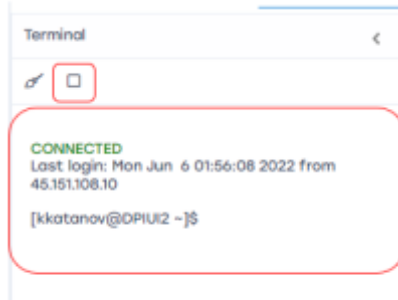 Terminal
CONNECTED
Last login: Mon Jun 6 01:56:08 2022 from
45.151.108.10
[kkatanov@DPIUI2 ~]$